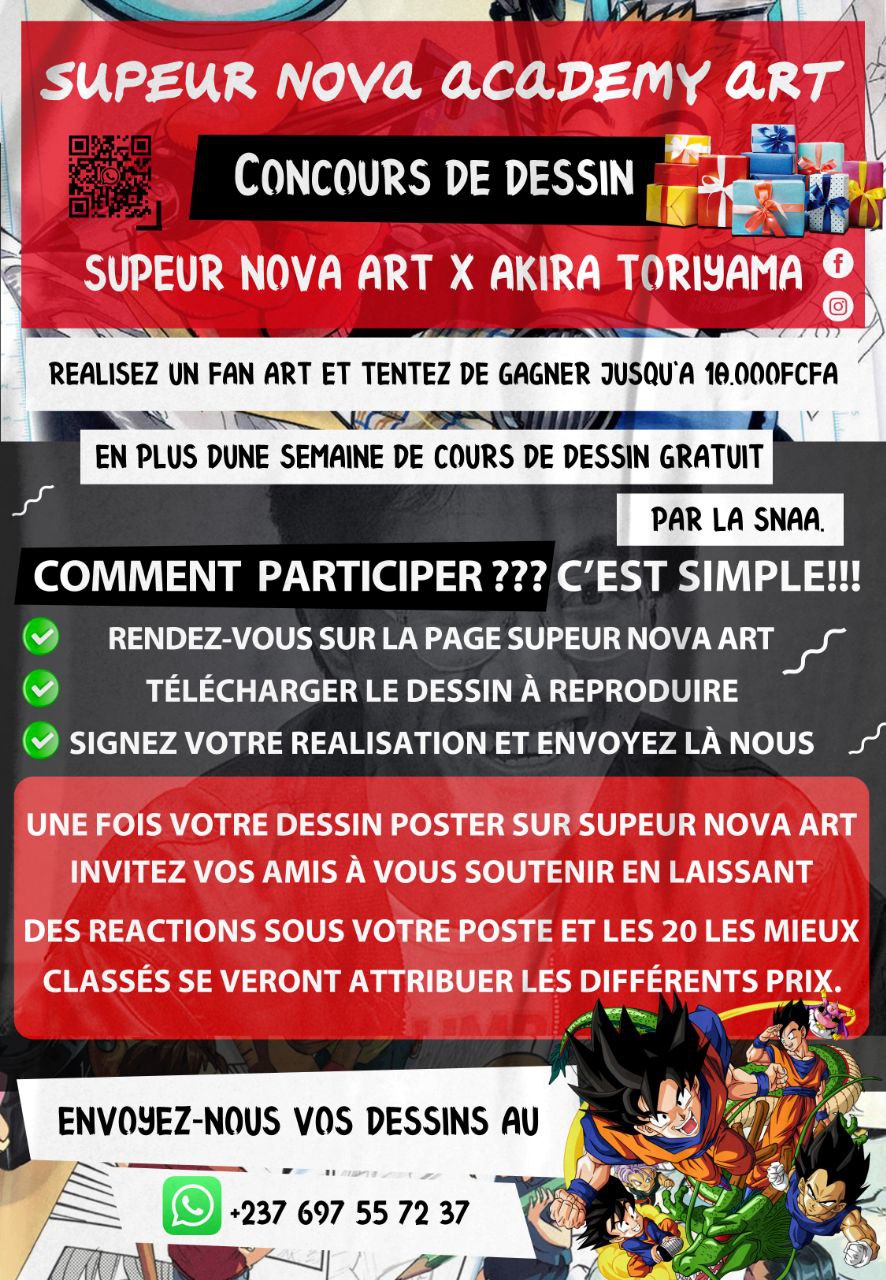 SUPEUR NOVA ACADEMY ART
CONCOURS DE DESSIN
SUPEUR NOVA ART X AKIRA TORIYAMA
REALISEZ UN FAN ART ET TENTEZ DE GAGNER JUSQU'A 10.000FCFA
EN PLUS DUNE SEMAINE DE COURS DE DESSIN GRATUIT
PAR LA SNAA.
COMMENT PARTICIPER ??? C'EST SIMPLE!!!
RENDEZ-VOUS SUR LA PAGE SUPEUR NOVA ART
TÉLÉCHARGER LE DESSIN À REPRODUIRE
SIGNEZ VOTRE REALISATION ET ENVOYEZ LÀ NOUS
UNE FOIS VOTRE DESSIN POSTER SUR SUPEUR NOVA ART
INVITEZ VOS AMIS À VOUS SOUTENIR EN LAISSANT
DES REACTIONS SOUS VOTRE POSTE ET LES 20 LES MIEUX
CLASSÉS SE VERONT ATTRIBUER LES DIFFÉRENTS PRIX.
ENVOYEZ-NOUS VOS DESSINS AU
+237 697 55 72 37